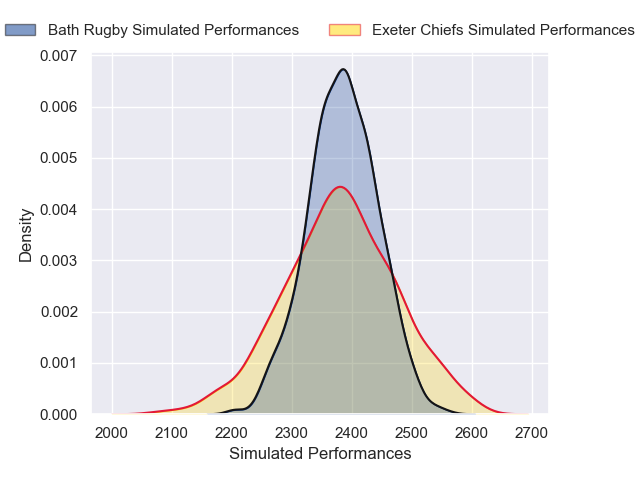 Bath Rugby Simulated Performances
Exeter Chiefs Simulated Performances
0.007
0.006
0.005
0.004
0.003
0.002
0.001
0.000
Density
2000 2100 2200 2300 2400 2500 2600 2700
Simulated Performances